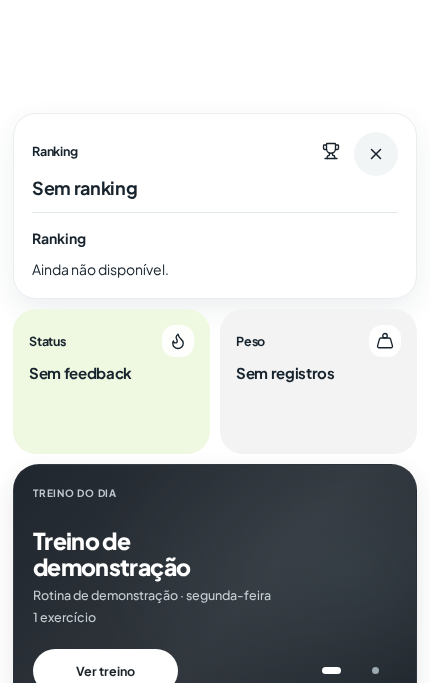 Ranking
Sem ranking
Ranking
Ainda não disponível.
Status
Sem feedback
Peso
Sem registros
TREINO DO DIA
Treino de
demonstração
Rotina de demonstração · segunda-feira
1 exercício
Ver treino